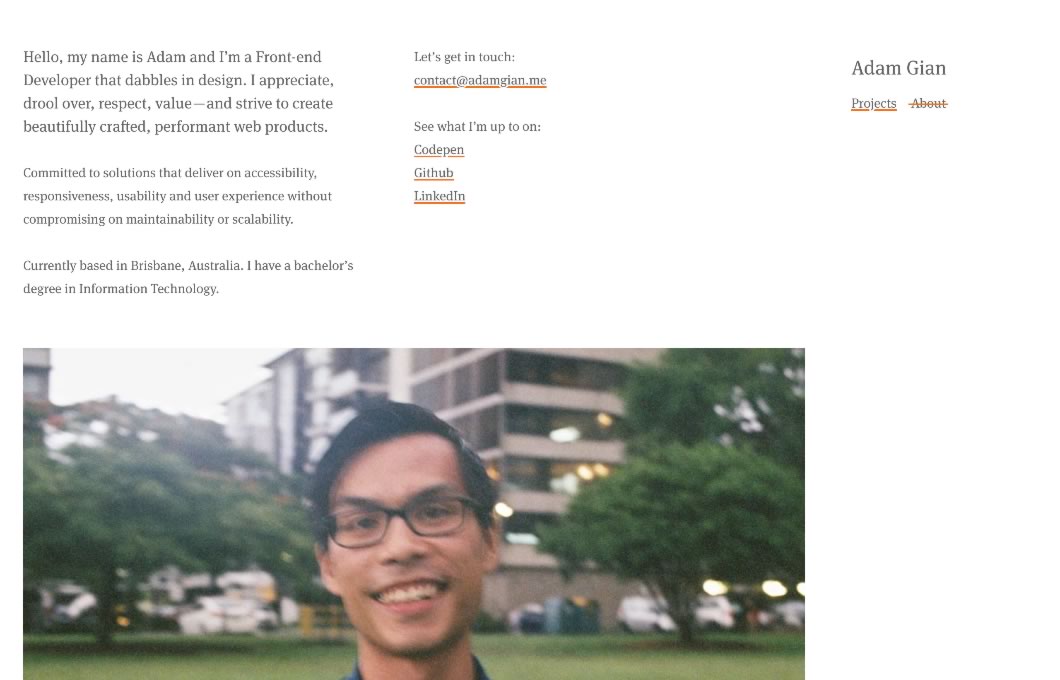 Hello, my name is Adam and I’m a Front-end
Developer that dabbles in design. I appreciate,
drool over, respect, value—and strive to create
beautifully crafted, performant web products.
Committed to solutions that deliver on accessibility,
responsiveness, usability and user experience without
compromising on maintainability or scalability.
Currently based in Brisbane, Australia. I have a bachelor’s
degree in Information Technology.
Let’s get in touch:
contact@adamgian.me
See what I’m up to on:
Codepen
Github
LinkedIn
Adam Gian
Projects About